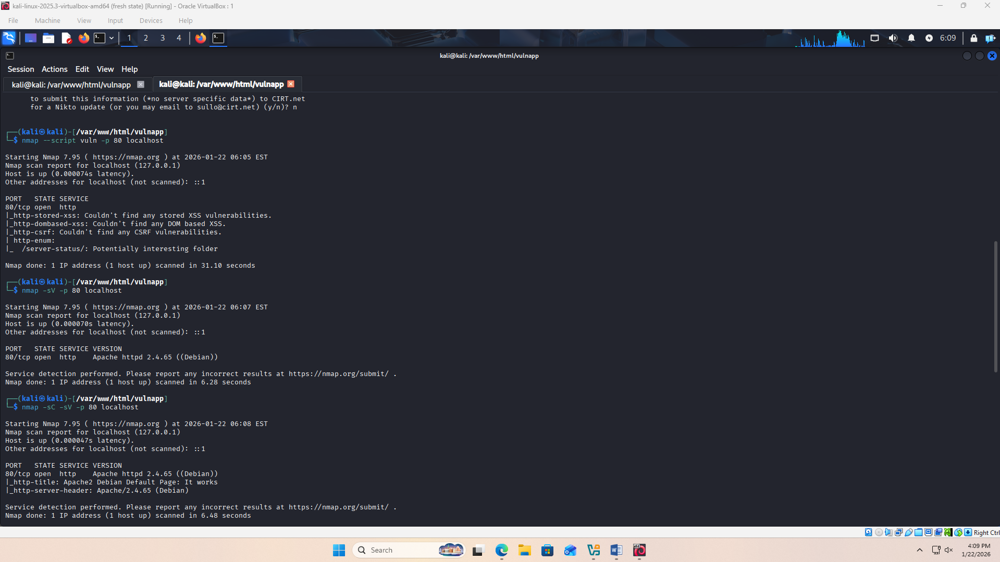 kali-linux-2025.3-virtualbox-amd64 (fresh state) [Running] - Oracle VirtualBox : 1
File Machine View Input Devices Help
1 2 3 4 6:09
kali@kali: /var/www/html/vulnapp
Session Actions Edit View Help
kali@kali: /var/www/html/vulnapp kali@kali: /var/www/html/vulnapp
to submit this information (*no server specific data*) to CIRT.net
for a Nikto update (or you may email to sullo@cirt.net) (y/n)? n
┌──(kali㉿kali)-[/var/www/html/vulnapp]
└─$ nmap --script vuln -p 80 localhost
Starting Nmap 7.95 ( https://nmap.org ) at 2026-01-22 06:05 EST
Nmap scan report for localhost (127.0.0.1)
Host is up (0.000074s latency).
Other addresses for localhost (not scanned): ::1
PORT   STATE SERVICE
80/tcp open  http
|_http-stored-xss: Couldn't find any stored XSS vulnerabilities.
|_http-dombased-xss: Couldn't find any DOM based XSS.
|_http-csrf: Couldn't find any CSRF vulnerabilities.
| http-enum:
|_  /server-status/: Potentially interesting folder
Nmap done: 1 IP address (1 host up) scanned in 31.10 seconds
┌──(kali㉿kali)-[/var/www/html/vulnapp]
└─$ nmap -sV -p 80 localhost
Starting Nmap 7.95 ( https://nmap.org ) at 2026-01-22 06:07 EST
Nmap scan report for localhost (127.0.0.1)
Host is up (0.000070s latency).
Other addresses for localhost (not scanned): ::1
PORT   STATE SERVICE VERSION
80/tcp open  http    Apache httpd 2.4.65 ((Debian))
Service detection performed. Please report any incorrect results at https://nmap.org/submit/ .
Nmap done: 1 IP address (1 host up) scanned in 6.28 seconds
┌──(kali㉿kali)-[/var/www/html/vulnapp]
└─$ nmap -sC -sV -p 80 localhost
Starting Nmap 7.95 ( https://nmap.org ) at 2026-01-22 06:08 EST
Nmap scan report for localhost (127.0.0.1)
Host is up (0.000047s latency).
Other addresses for localhost (not scanned): ::1
PORT   STATE SERVICE VERSION
80/tcp open  http    Apache httpd 2.4.65 ((Debian))
|_http-title: Apache2 Debian Default Page: It works
|_http-server-header: Apache/2.4.65 (Debian)
Service detection performed. Please report any incorrect results at https://nmap.org/submit/ .
Nmap done: 1 IP address (1 host up) scanned in 6.48 seconds
Right Ctrl
Search
4:09 PM
1/22/2026